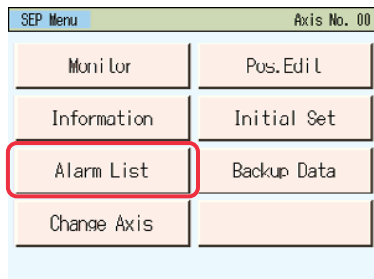 SEP Menu Axis No. 00
Monitor Pos.Edit
Information Initial Set
Alarm List Backup Data
Change Axis